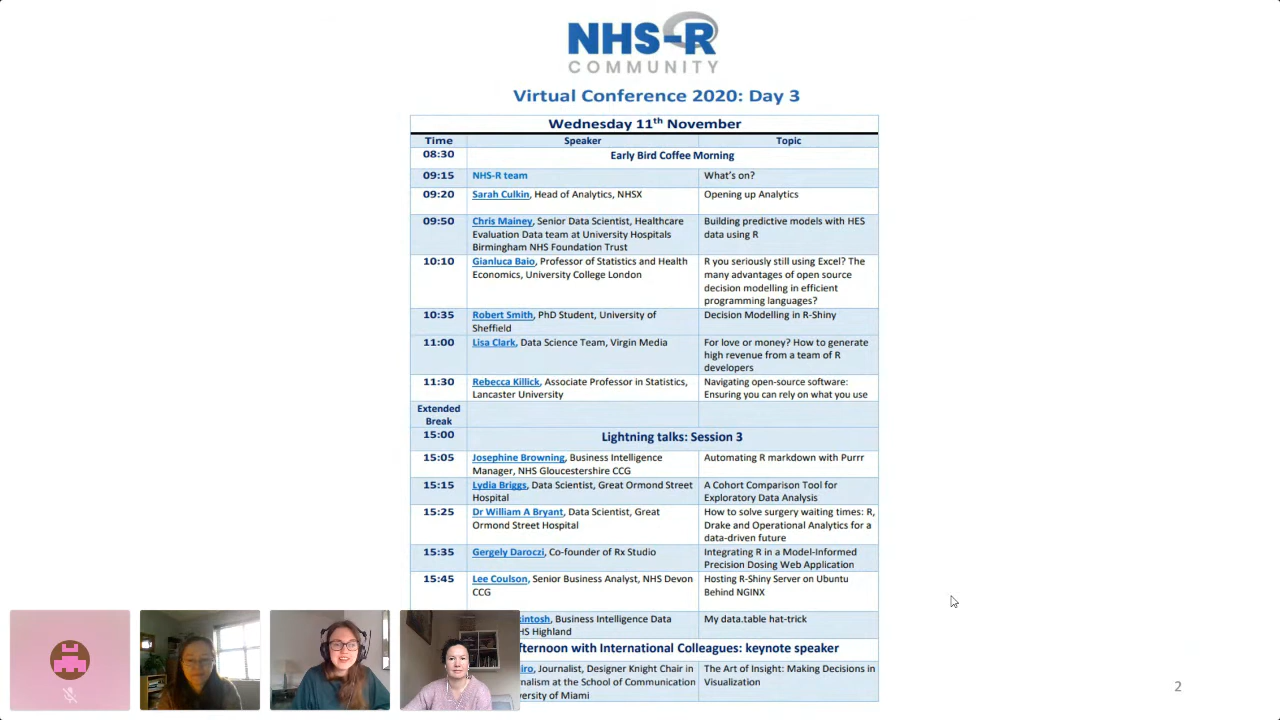 NHS-R
COMMUNITY
Virtual Conference 2020: Day 3
Wednesday 11th November
Time Speaker Topic
08:30 Early Bird Coffee Morning
09:15 NHS-R team What's on?
09:20 Sarah Culkin, Head of Analytics, NHSX Opening up Analytics
09:50 Chris Mainey, Senior Data Scientist, Healthcare Building predictive models with HES
Evaluation Data team at University Hospitals data using R
Birmingham NHS Foundation Trust
10:10 Gianluca Baio, Professor of Statistics and Health R you seriously still using Excel? The
Economics, University College London many advantages of open source
decision modelling in efficient
programming languages?
10:35 Robert Smith, PhD Student, University of Decision Modelling in R-Shiny
Sheffield
11:00 Lisa Clark, Data Science Team, Virgin Media For love or money? How to generate
high revenue from a team of R
developers
11:30 Rebecca Killick, Associate Professor in Statistics, Navigating open-source software:
Lancaster University Ensuring you can rely on what you use
Extended
Break
15:00 Lightning talks: Session 3
15:05 Josephine Browning, Business Intelligence Automating R markdown with Purrr
Manager, NHS Gloucestershire CCG
15:15 Lydia Briggs, Data Scientist, Great Ormond Street A Cohort Comparison Tool for
Hospital Exploratory Data Analysis
15:25 Dr William A Bryant, Data Scientist, Great How to solve surgery waiting times: R,
Ormond Street Hospital Drake and Operational Analytics for a
data-driven future
15:35 Gergely Daroczi, Co-founder of Rx Studio Integrating R in a Model-Informed
Precision Dosing Web Application
15:45 Lee Coulson, Senior Business Analyst, NHS Devon Hosting R-Shiny Server on Ubuntu
CCG Behind NGINX
kintosh, Business Intelligence Data My data.table hat-trick
HS Highland
fternoon with International Colleagues: keynote speaker
iro, Journalist, Designer Knight Chair in The Art of Insight: Making Decisions in
rnalism at the School of Communication Visualization
versity of Miami
2